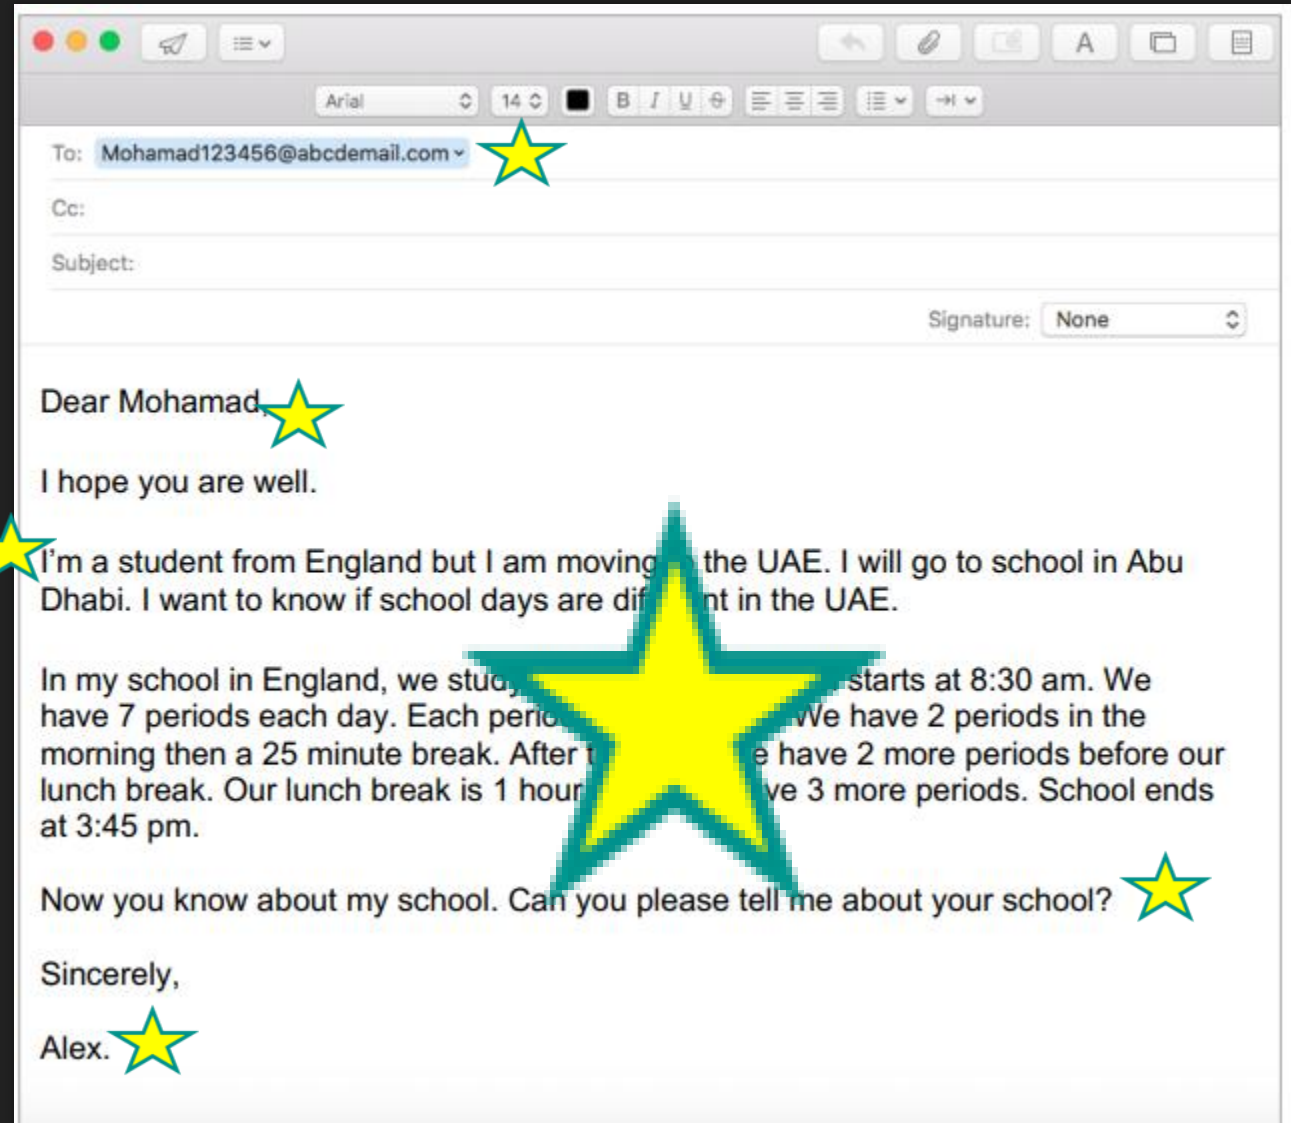 Arial 14 B I U S
A
To: Mohamad123456@abcdemail.com
Cc:
Subject:
Signature: None
Dear Mohamad,
I hope you are well.
I'm a student from England but I am moving the UAE. I will go to school in Abu
Dhabi. I want to know if school days are in the UAE.
In my school in England, we study starts at 8:30 am. We
have 7 periods each day. Each We have 2 periods in the
morning then a 25 minute break. After have 2 more periods before our
lunch break. Our lunch break is 1 hour 3 more periods. School ends
at 3:45 pm.
Now you know about my school. Can you please tell me about your school?
Sincerely,
Alex.